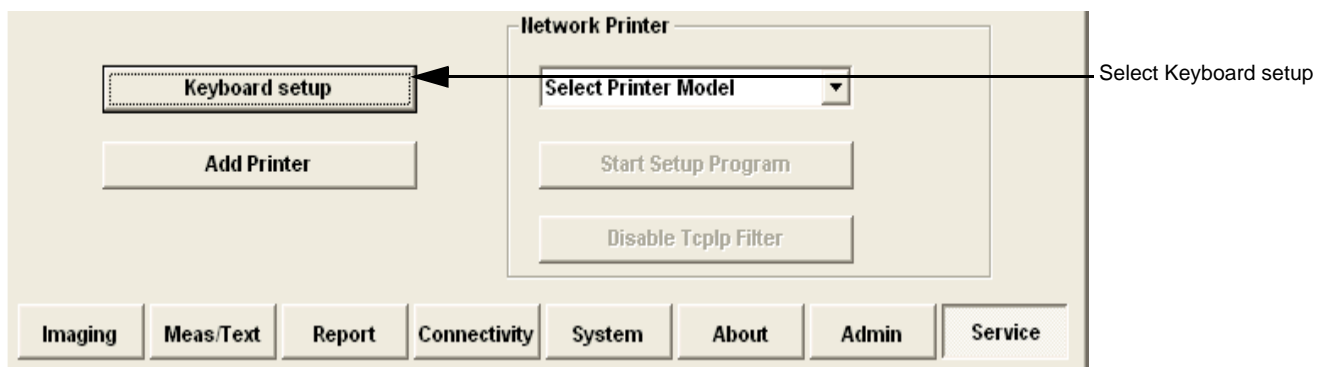 Network Printer
Keyboard setup
Select Printer Model
Select Keyboard setup
Add Printer
Start Setup Program
Disable TcpIp Filter
Imaging
Meas/Text
Report
Connectivity
System
About
Admin
Service